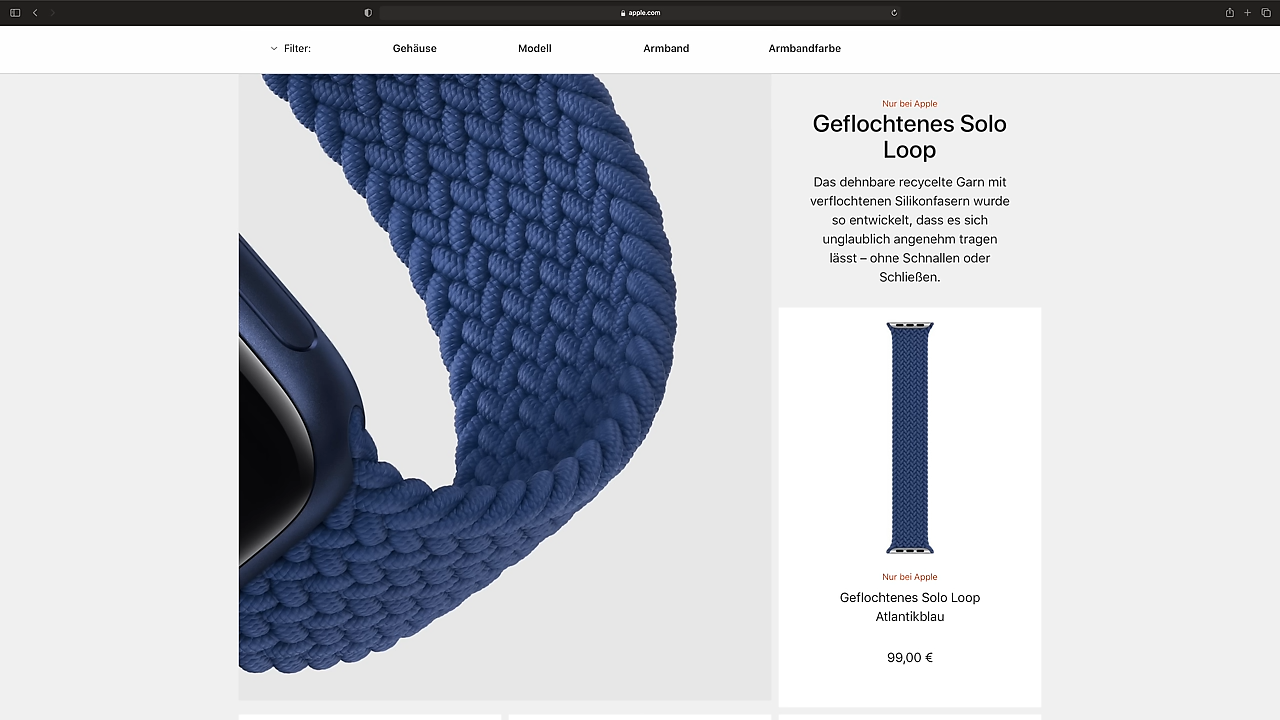 apple.com
Filter:
Gehäuse
Modell
Armband
Armbandfarbe
Nur bei Apple
Geflochtenes Solo
Loop
Das dehnbare recycelte Garn mit
verflochtenen Silikonfasern wurde
so entwickelt, dass es sich
unglaublich angenehm tragen
lässt – ohne Schnallen oder
Schließen.
Nur bei Apple
Geflochtenes Solo Loop
Atlantikblau
99,00 €